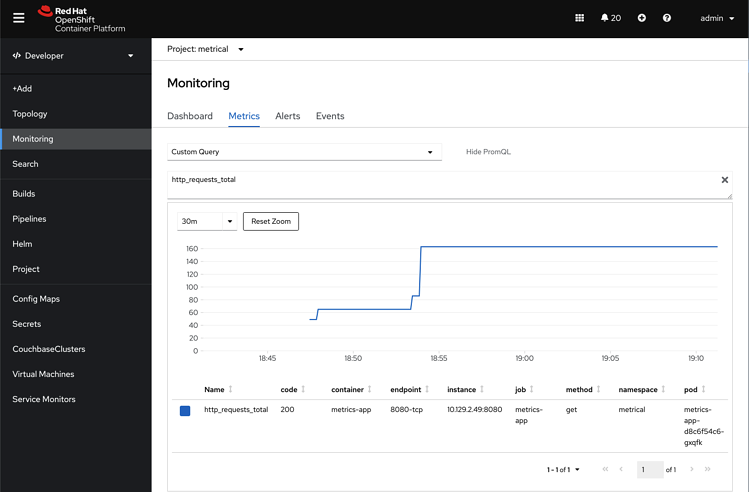 Red Hat
OpenShift
Container Platform
20
admin
Developer
+Add
Topology
Monitoring
Search
Builds
Pipelines
Helm
Project
Config Maps
Secrets
CouchbaseClusters
Virtual Machines
Service Monitors
Project: metrical
Monitoring
Dashboard Metrics Alerts Events
Custom Query
Hide PromQL
http_requests_total
30m
Reset Zoom
160
140
120
100
80
60
40
20
0
18:45 18:50 18:55 19:00 19:05 19:10
Name code container endpoint instance job method namespace pod
http_requests_total 200 metrics-app 8080-tcp 10.129.2.49:8080 metrics-app get metrical metrics-app-d8c6f54c6-gxqfk
1 - 1 of 1
1 of 1